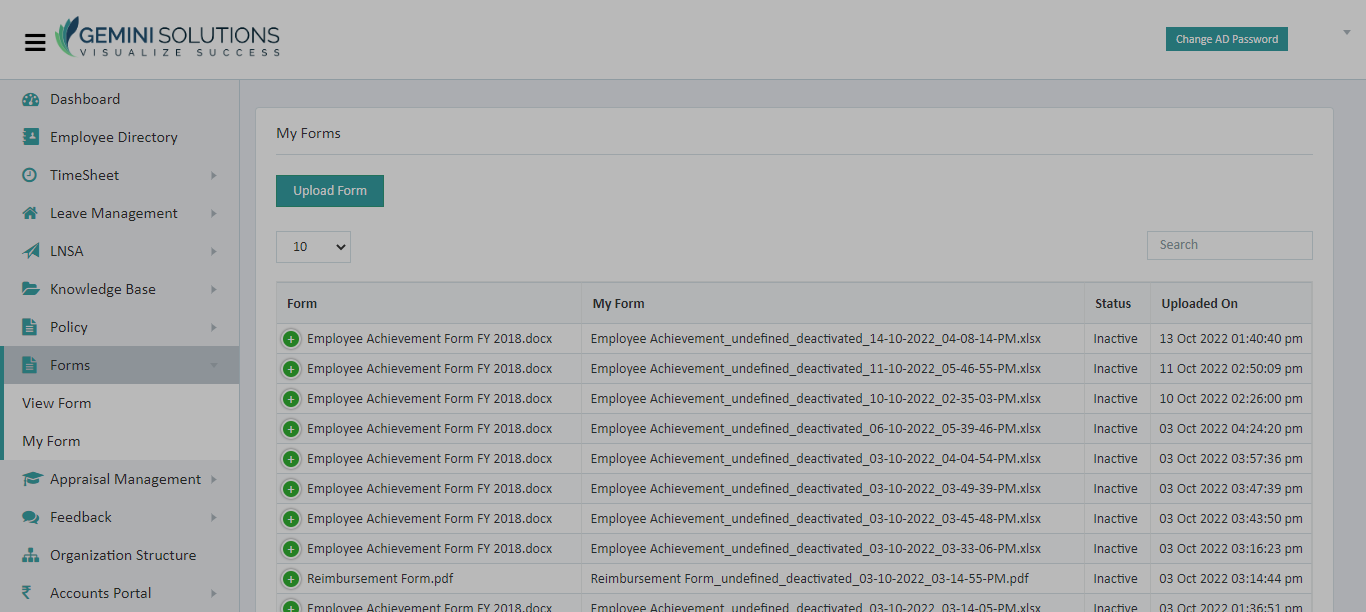 GEMINI SOLUTIONS
VISUALIZE SUCCESS
Change AD Password
Dashboard
Employee Directory
TimeSheet
Leave Management
LNSA
Knowledge Base
Policy
Forms
View Form
My Form
Appraisal Management
Feedback
Organization Structure
Accounts Portal
My Forms
Upload Form
10
Search
Form My Form Status Uploaded On
Employee Achievement Form FY 2018.docx Employee Achievement_undefined_deactivated_14-10-2022_04-08-14-PM.xlsx Inactive 13 Oct 2022 01:40:40 pm
Employee Achievement Form FY 2018.docx Employee Achievement_undefined_deactivated_11-10-2022_05-46-55-PM.xlsx Inactive 11 Oct 2022 02:50:09 pm
Employee Achievement Form FY 2018.docx Employee Achievement_undefined_deactivated_10-10-2022_02-35-03-PM.xlsx Inactive 10 Oct 2022 02:26:00 pm
Employee Achievement Form FY 2018.docx Employee Achievement_undefined_deactivated_06-10-2022_05-39-46-PM.xlsx Inactive 03 Oct 2022 04:24:20 pm
Employee Achievement Form FY 2018.docx Employee Achievement_undefined_deactivated_03-10-2022_04-04-54-PM.xlsx Inactive 03 Oct 2022 03:57:36 pm
Employee Achievement Form FY 2018.docx Employee Achievement_undefined_deactivated_03-10-2022_03-49-39-PM.xlsx Inactive 03 Oct 2022 03:47:39 pm
Employee Achievement Form FY 2018.docx Employee Achievement_undefined_deactivated_03-10-2022_03-45-48-PM.xlsx Inactive 03 Oct 2022 03:43:50 pm
Employee Achievement Form FY 2018.docx Employee Achievement_undefined_deactivated_03-10-2022_03-33-06-PM.xlsx Inactive 03 Oct 2022 03:16:23 pm
Reimbursement Form.pdf Reimbursement Form_undefined_deactivated_03-10-2022_03-14-55-PM.pdf Inactive 03 Oct 2022 03:14:44 pm
Employee Achievement Form FY 2018.docx Employee Achievement_undefined_deactivated_03-10-2022_03-14-05-PM.xlsx Inactive 03 Oct 2022 01:36:51 pm